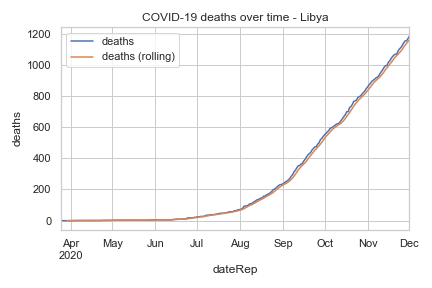 COVID-19 deaths over time - Libya
deaths
deaths (rolling)
deaths
1200
1000
800
600
400
200
0
Apr May Jun Jul Aug Sep Oct Nov Dec
2020
dateRep